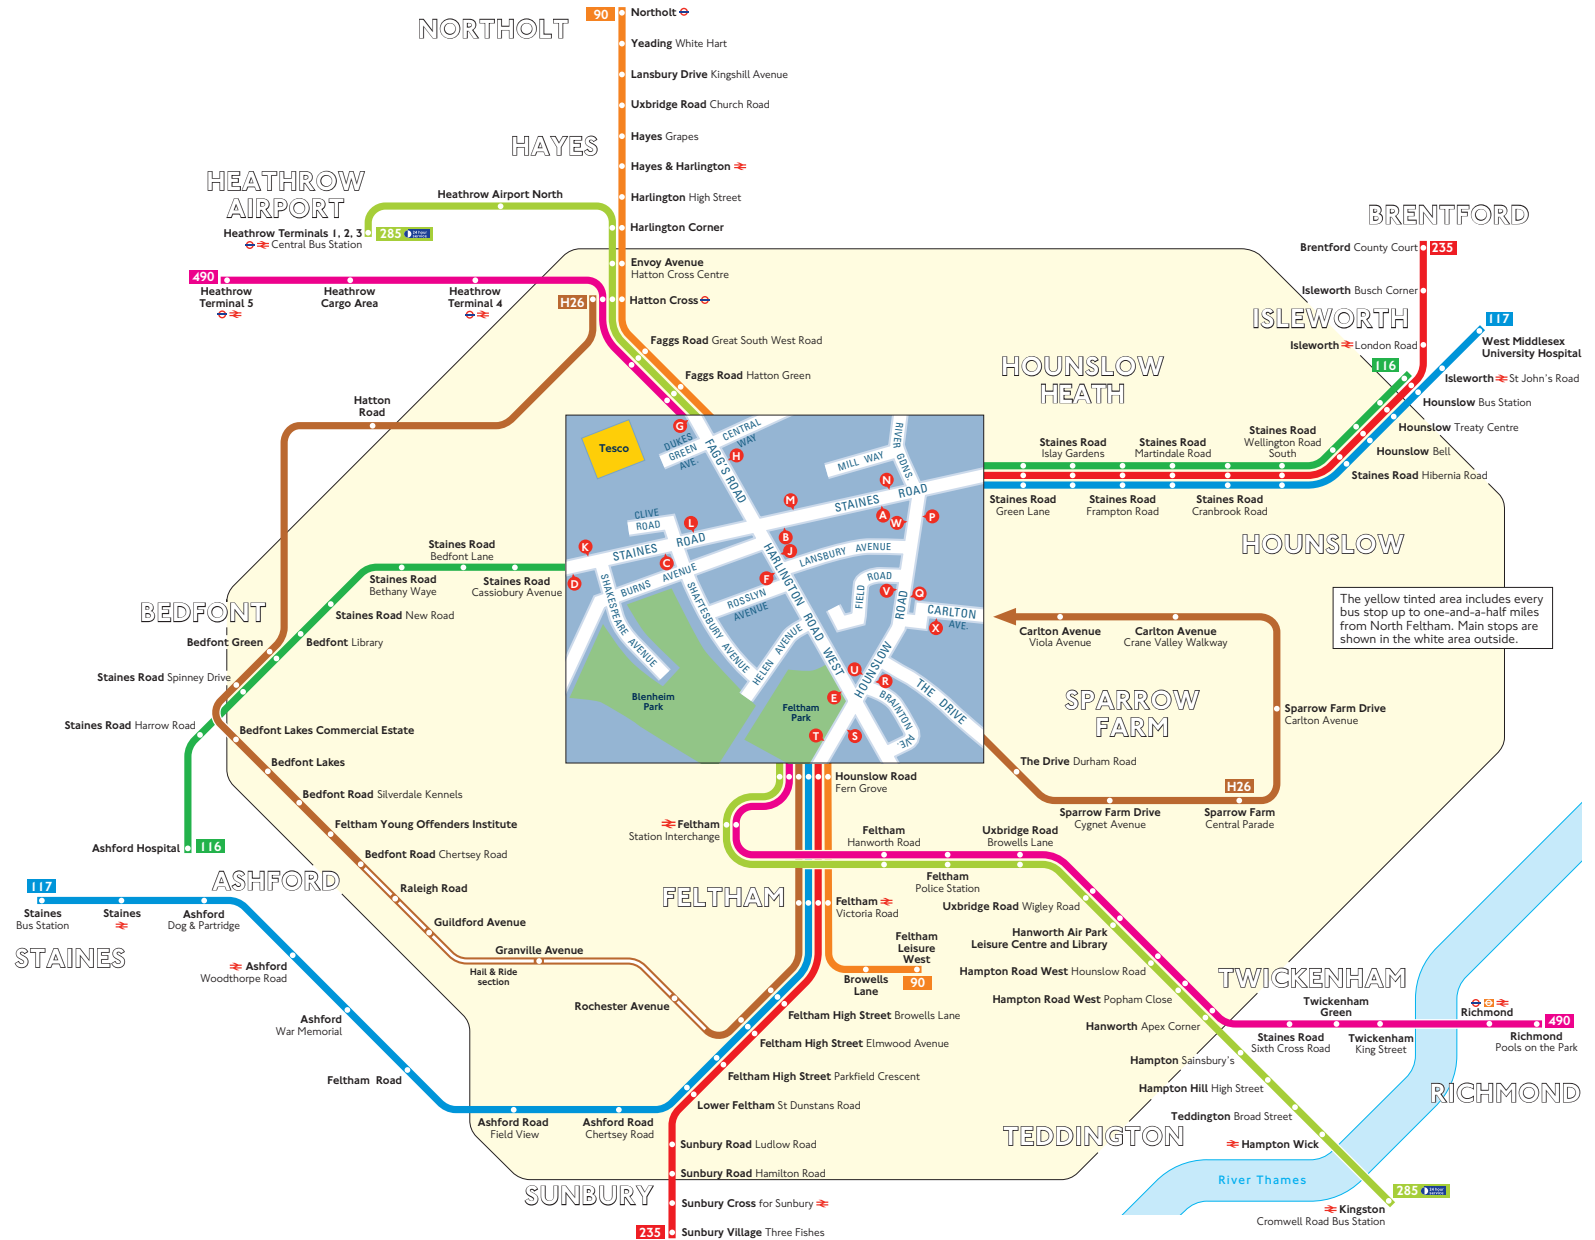 NORTHOLT
90
Northolt
Yeading White Hart
Lansbury Drive Kingshill Avenue
Uxbridge Road Church Road
HAYES
Hayes Grapes
Hayes & Harlington
Harlington High Street
Harlington Corner
HEATHROW
AIRPORT
Heathrow Airport North
Heathrow Terminals 1, 2, 3
Central Bus Station
285
24 hour
service
Envoy Avenue
Hatton Cross Centre
490
Heathrow
Terminal 5
Heathrow
Cargo Area
Heathrow
Terminal 4
H26
Hatton Cross
Faggs Road Great South West Road
Faggs Road Hatton Green
Hatton
Road
BRENTFORD
Brentford County Court
235
Isleworth Busch Corner
ISLEWORTH
117
Isleworth London Road
West Middlesex
University Hospital
116
Isleworth St John's Road
Hounslow Bus Station
Hounslow Treaty Centre
Hounslow Bell
Staines Road Hibernia Road
HOUNSLOW
HEATH
Staines Road
Islay Gardens
Staines Road
Martindale Road
Staines Road
Wellington Road
South
Staines Road
Green Lane
Staines Road
Frampton Road
Staines Road
Cranbrook Road
HOUNSLOW
Tesco
G
DUKES
GREEN
AVE.
CENTRAL
WAY
H
FAGG'S ROAD
RIVER GDNS.
MILL WAY
N
M
STAINES ROAD
A
W
P
CLIVE
ROAD
L
K
STAINES ROAD
B
J
LANSBURY AVENUE
HARLINGTON ROAD WEST
D
C
BURNS AVENUE
F
SHAKESPEARE AVENUE
SHAFTESBURY AVENUE
ROSSLYN
AVENUE
FIELD
ROAD
V
Q
CARLTON
AVE.
X
HELEN AVENUE
HOUNSLOW ROAD
U
R
E
BRAINTON
AVE.
THE DRIVE
Blenheim
Park
Feltham
Park
T
S
Staines Road
Bedfont Lane
Staines Road
Bethany Waye
Staines Road
Cassiobury Avenue
BEDFONT
Staines Road New Road
Bedfont Green
Bedfont Library
Staines Road Spinney Drive
Staines Road Harrow Road
Bedfont Lakes Commercial Estate
Bedfont Lakes
Bedfont Road Silverdale Kennels
Feltham Young Offenders Institute
Ashford Hospital
116
Bedfont Road Chertsey Road
ASHFORD
Raleigh Road
Guildford Avenue
Granville Avenue
Hail & Ride
section
Rochester Avenue
The yellow tinted area includes every
bus stop up to one-and-a-half miles
from North Feltham. Main stops are
shown in the white area outside.
Carlton Avenue
Viola Avenue
Carlton Avenue
Crane Valley Walkway
SPARROW
FARM
Sparrow Farm Drive
Carlton Avenue
The Drive Durham Road
H26
Sparrow Farm Drive
Cygnet Avenue
Sparrow Farm
Central Parade
Hounslow Road
Fern Grove
Feltham
Station Interchange
Feltham
Hanworth Road
Uxbridge Road
Browells Lane
Feltham
Police Station
FELTHAM
Feltham
Victoria Road
Feltham
Leisure
West
90
Browells
Lane
Uxbridge Road Wigley Road
Hanworth Air Park
Leisure Centre and Library
Hampton Road West Hounslow Road
Hampton Road West Popham Close
Hanworth Apex Corner
TWICKENHAM
Twickenham
Green
Richmond
490
Staines Road
Sixth Cross Road
Twickenham
King Street
Richmond
Pools on the Park
RICHMOND
Hampton Sainsbury's
Hampton Hill High Street
Teddington Broad Street
TEDDINGTON
Hampton Wick
River Thames
285
24 hour
service
Kingston
Cromwell Road Bus Station
117
Staines
Bus Station
Staines
Ashford
Dog & Partridge
STAINES
Ashford
Woodthorpe Road
Ashford
War Memorial
Feltham Road
Ashford Road
Field View
Ashford Road
Chertsey Road
Feltham High Street Browells Lane
Feltham High Street Elmwood Avenue
Feltham High Street Parkfield Crescent
Lower Feltham St Dunstans Road
Sunbury Road Ludlow Road
Sunbury Road Hamilton Road
SUNBURY
Sunbury Cross for Sunbury
235
Sunbury Village Three Fishes